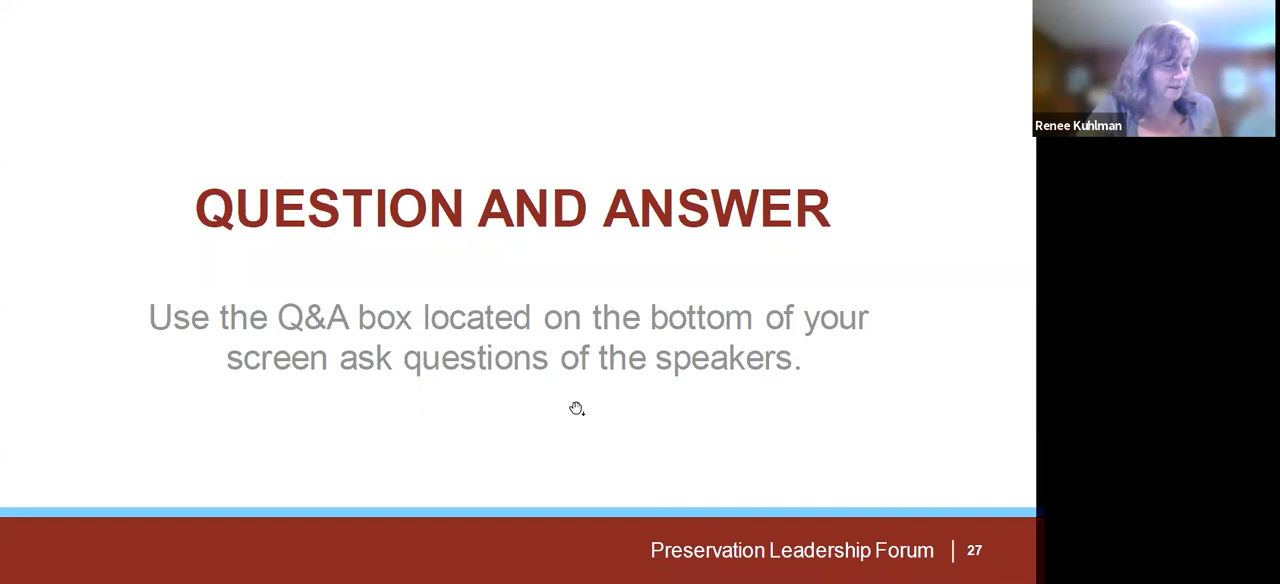 Renee Kuhlman
QUESTION AND ANSWER
Use the Q&A box located on the bottom of your
screen ask questions of the speakers.
Preservation Leadership Forum | 27